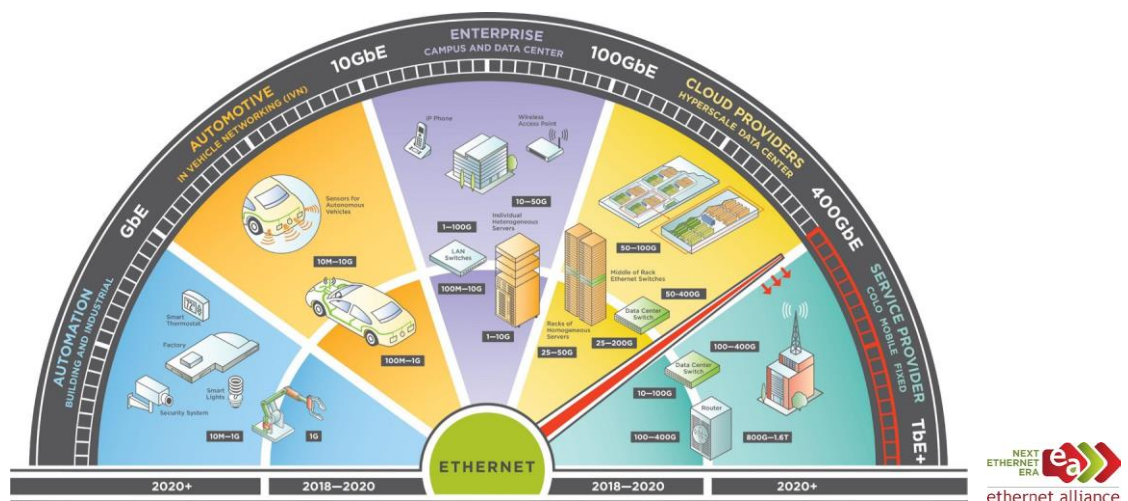 AUTOMATION
BUILDING AND INDUSTRIAL
GbE
AUTOMOTIVE
IN VEHICLE NETWORKING (IVN)
10GbE
ENTERPRISE
CAMPUS AND DATA CENTER
100GbE
CLOUD PROVIDERS
HYPERSCALE DATA CENTER
400GbE
SERVICE PROVIDER
COLO MOBILE FIXED
TbE+
Smart
Thermostat
72°
Factory
Smart
Lights
Security System
10M—1G
1G
Sensors for
Autonomous
Vehicles
10M—10G
100M—1G
iP Phone
Wireless
Access Point
10—50G
1—100G
Individual
Heterogeneous
Servers
LAN
Switches
100M—10G
1—10G
50—100G
Middle of Rack
Ethernet Switches
50-400G
Data Center
Switch
Racks of
Homogeneous
Servers
25—200G
25—50G
100—400G
Data Center
Switch
10—100G
Router
100—400G
800G—1.6T
ETHERNET
2020+
2018—2020
2018—2020
2020+
NEXT
ETHERNET
ERA
ea
ethernet alliance